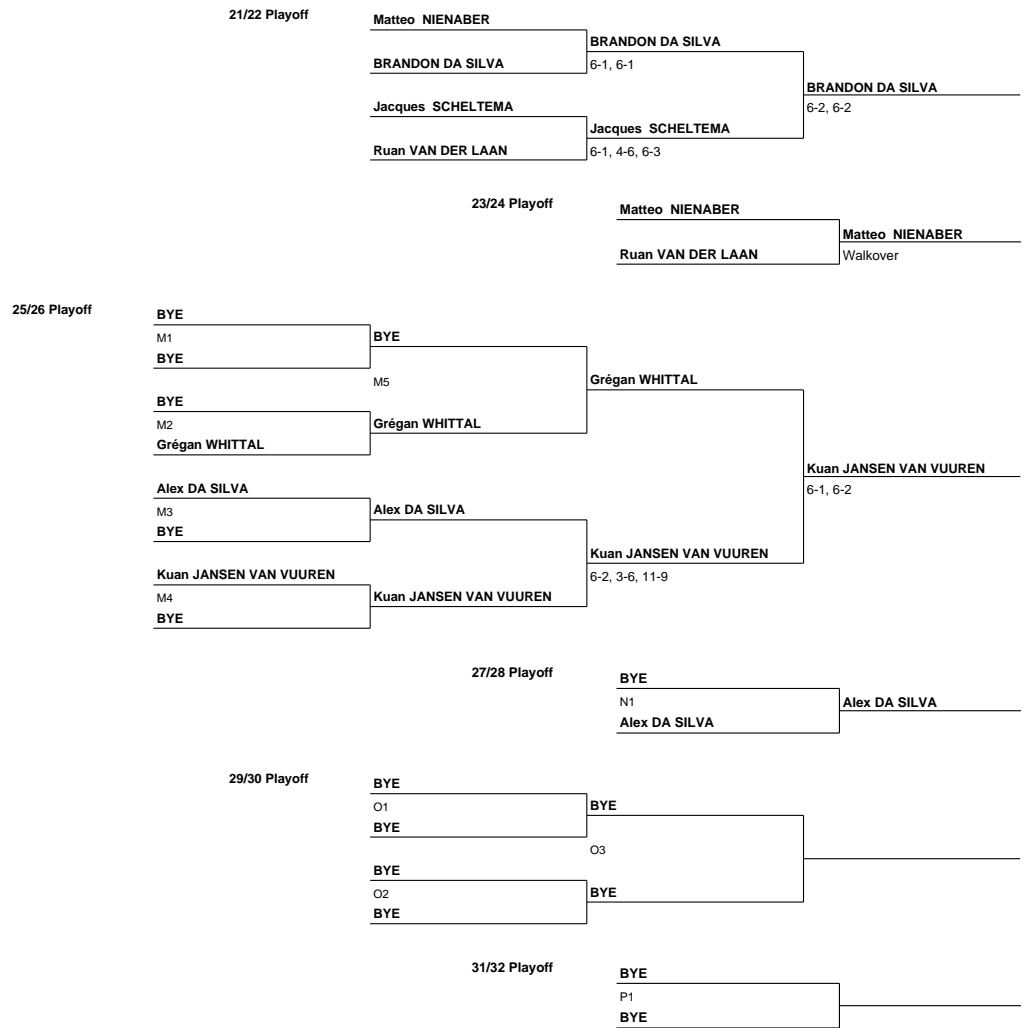 21/22 Playoff
Matteo NIENABER
BRANDON DA SILVA
BRANDON DA SILVA
6-1, 6-1
BRANDON DA SILVA
6-2, 6-2
Jacques SCHELTEMA
Jacques SCHELTEMA
Ruan VAN DER LAAN
6-1, 4-6, 6-3
23/24 Playoff
Matteo NIENABER
Matteo NIENABER
Ruan VAN DER LAAN
Walkover
25/26 Playoff
BYE
M1
BYE
BYE
M5
Grégan WHITTAL
BYE
M2
Grégan WHITTAL
Grégan WHITTAL
Kuan JANSEN VAN VUUREN
6-1, 6-2
Alex DA SILVA
M3
Alex DA SILVA
BYE
Kuan JANSEN VAN VUUREN
6-2, 3-6, 11-9
Kuan JANSEN VAN VUUREN
M4
Kuan JANSEN VAN VUUREN
BYE
27/28 Playoff
BYE
N1
Alex DA SILVA
Alex DA SILVA
29/30 Playoff
BYE
O1
BYE
BYE
O3
BYE
O2
BYE
BYE
31/32 Playoff
BYE
P1
BYE